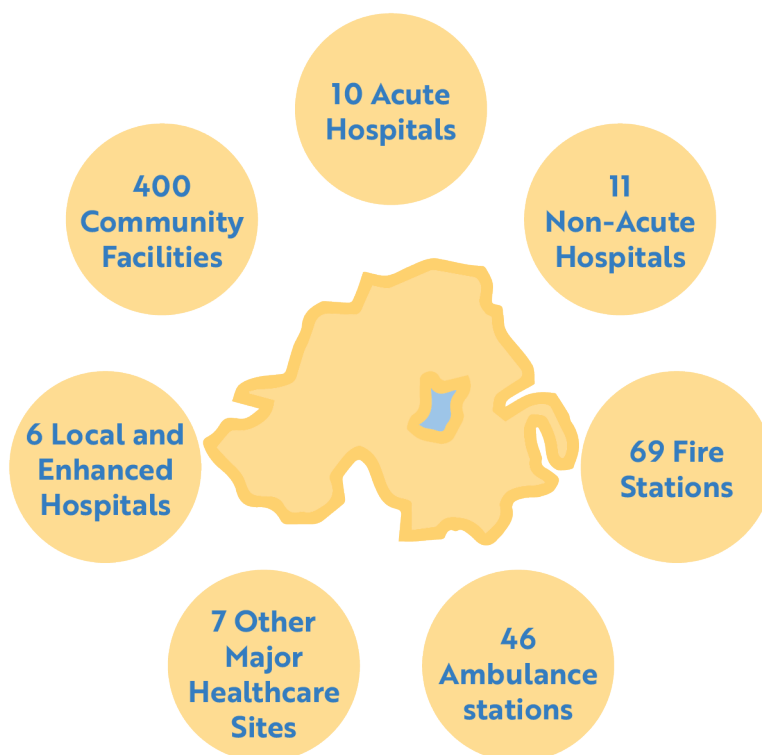 10 Acute
Hospitals
400
Community
Facilities
11
Non-Acute
Hospitals
6 Local and
Enhanced
Hospitals
69 Fire
Stations
7 Other
Major
Healthcare
Sites
46
Ambulance
stations